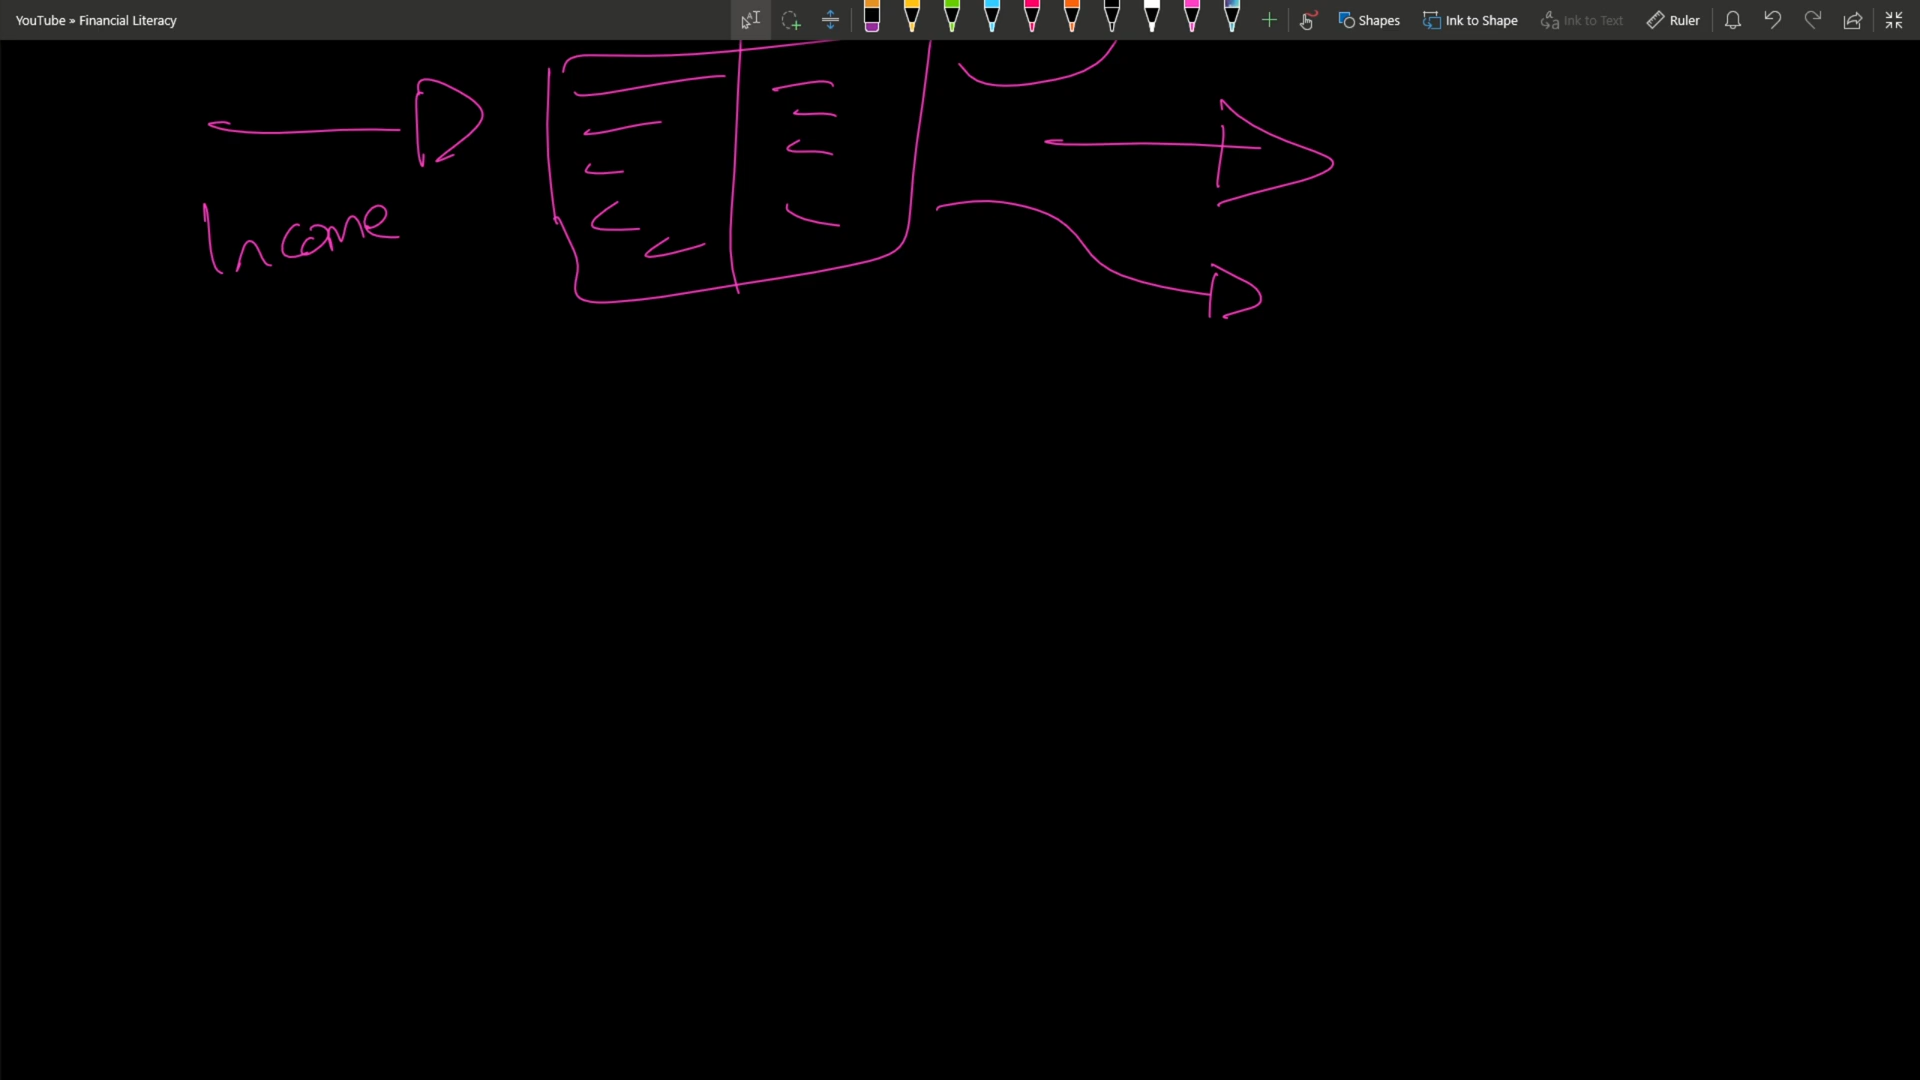 YouTube » Financial Literacy Shapes Ink to Shape Ink to Text Ruler
Income